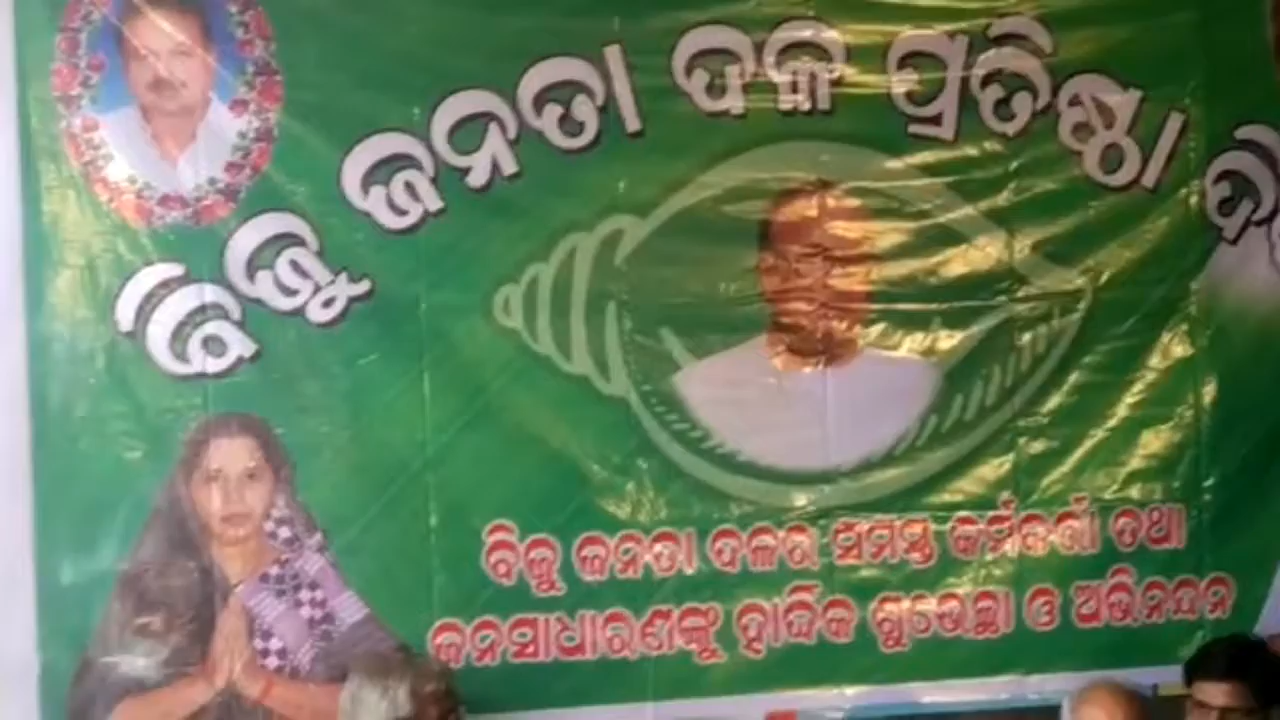 ବିଜୁ ଜନତା ଦଳ ପ୍ରତିଷ୍ଠା
ବିଜୁ ଜନତା ଦଳର ସମସ୍ତ କର୍ମକର୍ତ୍ତା ତଥା
ଜନସାଧାରଣଙ୍କୁ ହାର୍ଦ୍ଦିକ ଶୁଭେଚ୍ଛା ଓ ଅଭିନନ୍ଦନ